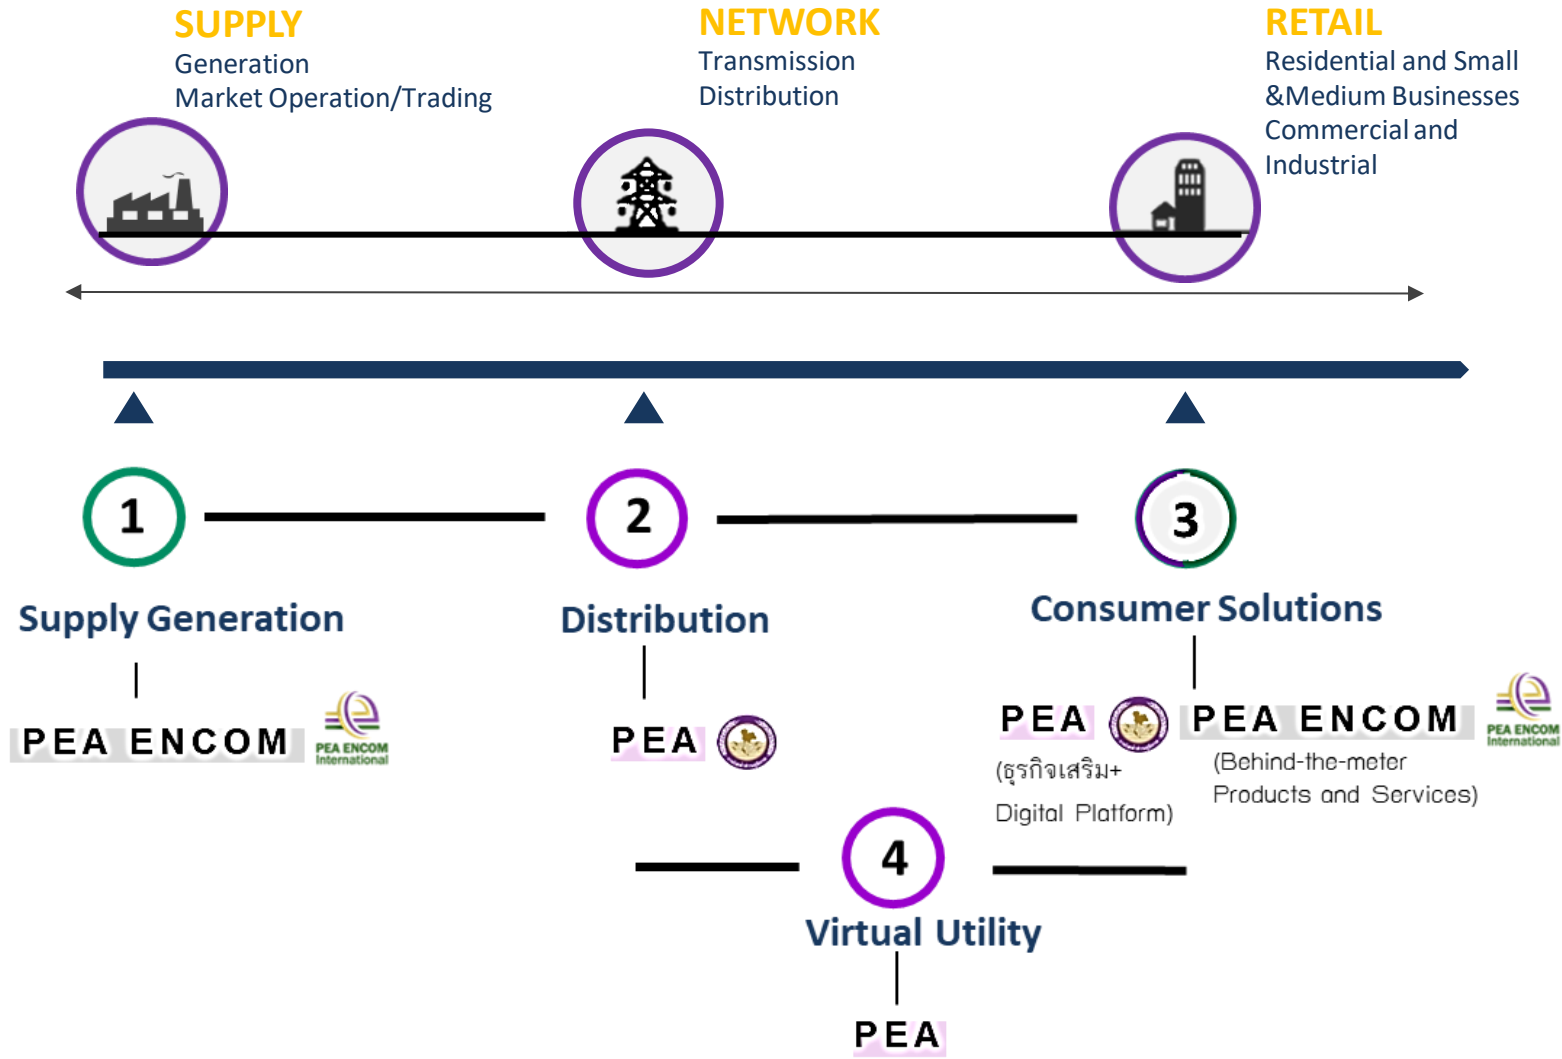 SUPPLY
Generation
Market Operation/Trading
NETWORK
Transmission
Distribution
RETAIL
Residential and Small
&Medium Businesses
Commercial and
Industrial
1
2
3
Supply Generation
Distribution
Consumer Solutions
PEA ENCOM
PEA ENCOM
International
PEA
PEA
(ธุรกิจเสริม+
Digital Platform)
PEA ENCOM
(Behind-the-meter
Products and Services)
PEA ENCOM
International
4
Virtual Utility
PEA